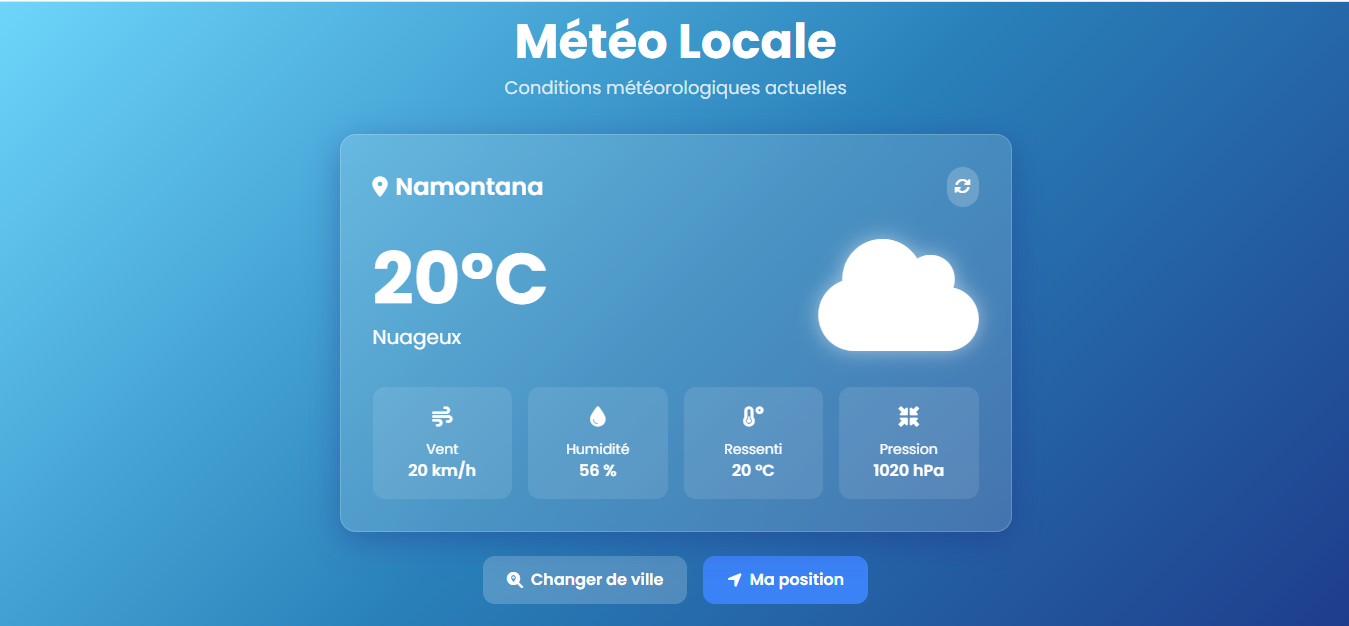 Météo Locale
Conditions météorologiques actuelles
Namontana
20°C
Nuageux
Vent
20 km/h
Humidité
56 %
Ressenti
20 °C
Pression
1020 hPa
Changer de ville
Ma position